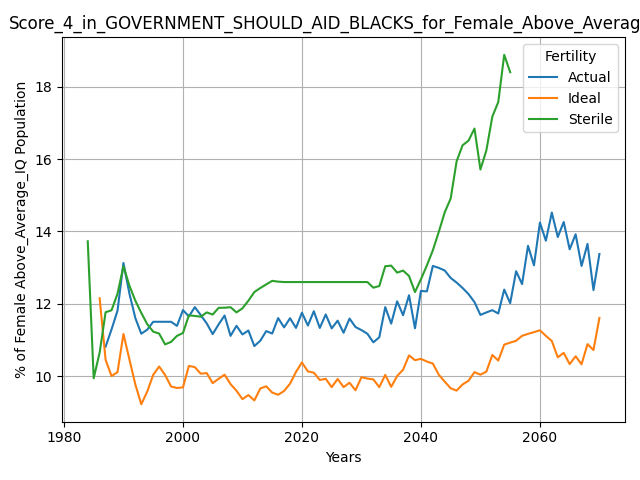 Score_4_in_GOVERNMENT_SHOULD_AID_BLACKS_for_Female_Above_Averag
% of Female Above_Average_IQ Population
18
16
14
12
10
Fertility
Actual
Ideal
Sterile
1980 2000 2020 2040 2060
Years